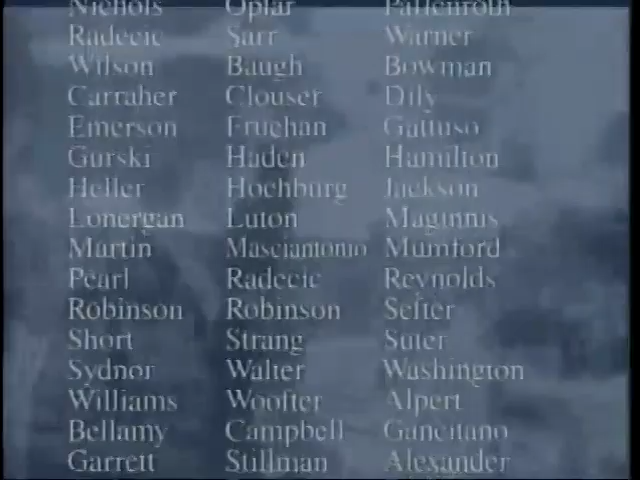 Nichols Opfar Paffenroth
Radecic Sarr Warner
Wilson Baugh Bowman
Carraher Clouser Dily
Emerson Fruehan Gattuso
Gurski Haden Hamilton
Heller Hochburg Jackson
Lonergan Luton Maginnis
Martin Masciantonio Mumford
Pearl Radecic Reynolds
Robinson Robinson Sefter
Short Strang Suter
Sydnor Walter Washington
Williams Woofter Alpert
Bellamy Campbell Gancitano
Garrett Stillman Alexander